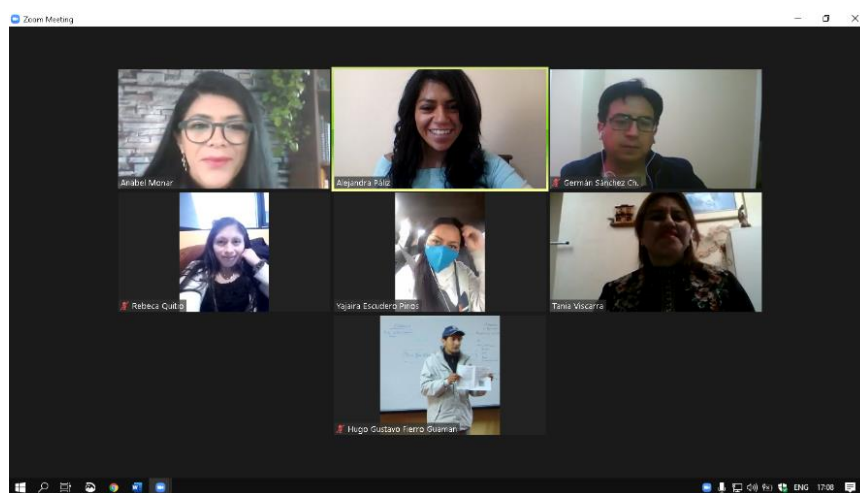 Zoom Meeting
Anabel Monar
Alejandra Páliz
Germán Sánchez Ch.
Rebeca Quitio
Yajaira Escudero Pinos
Tania Viscarra
Hugo Gustavo Fierro Guaman
ENG 17:08